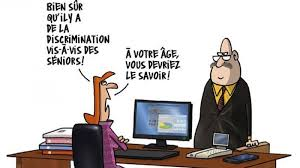 BIEN SÛR
QU'IL Y A
DE LA
DISCRIMINATION
VIS-À-VIS DES
SÉNIORS!
À VOTRE ÂGE,
VOUS DEVRIEZ
LE SAVOIR!